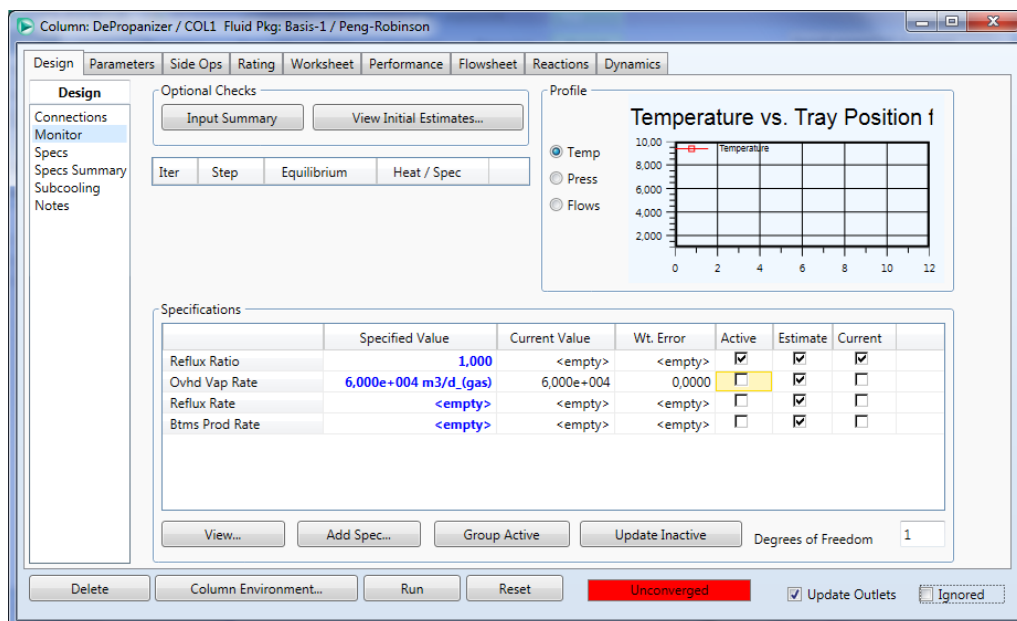 Column: DePropanizer / COL1 Fluid Pkg: Basis-1 / Peng-Robinson
Design Parameters Side Ops Rating Worksheet Performance Flowsheet Reactions Dynamics
Design
Connections
Monitor
Specs
Specs Summary
Subcooling
Notes
Optional Checks
Input Summary View Initial Estimates...
Iter Step Equilibrium Heat / Spec
Profile
Temp
Press
Flows
Temperature vs. Tray Position f
Temperature
10,00
8,000
6,000
4,000
2,000
0 2 4 6 8 10 12
Specifications
Specified Value Current Value Wt. Error Active Estimate Current
Reflux Ratio 1,000 <empty> <empty>
Ovhd Vap Rate 6,000e+004 m3/d_(gas) 6,000e+004 0,0000
Reflux Rate <empty> <empty> <empty>
Btms Prod Rate <empty> <empty> <empty>
View... Add Spec... Group Active Update Inactive Degrees of Freedom 1
Delete Column Environment... Run Reset Unconverged Update Outlets Ignored